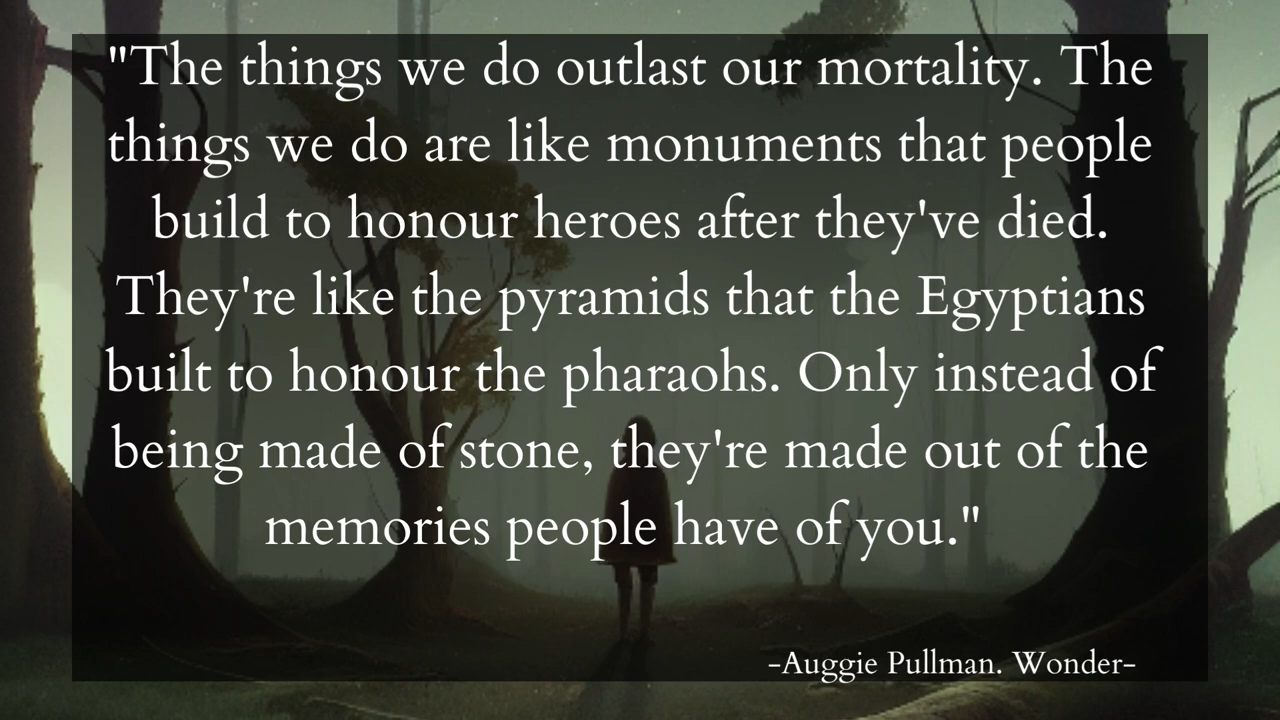 "The things we do outlast our mortality. The
things we do are like monuments that people
build to honour heroes after they've died.
They're like the pyramids that the Egyptians
built to honour the pharaohs. Only instead of
being made of stone, they're made out of the
memories people have of you."
-Auggie Pullman. Wonder-